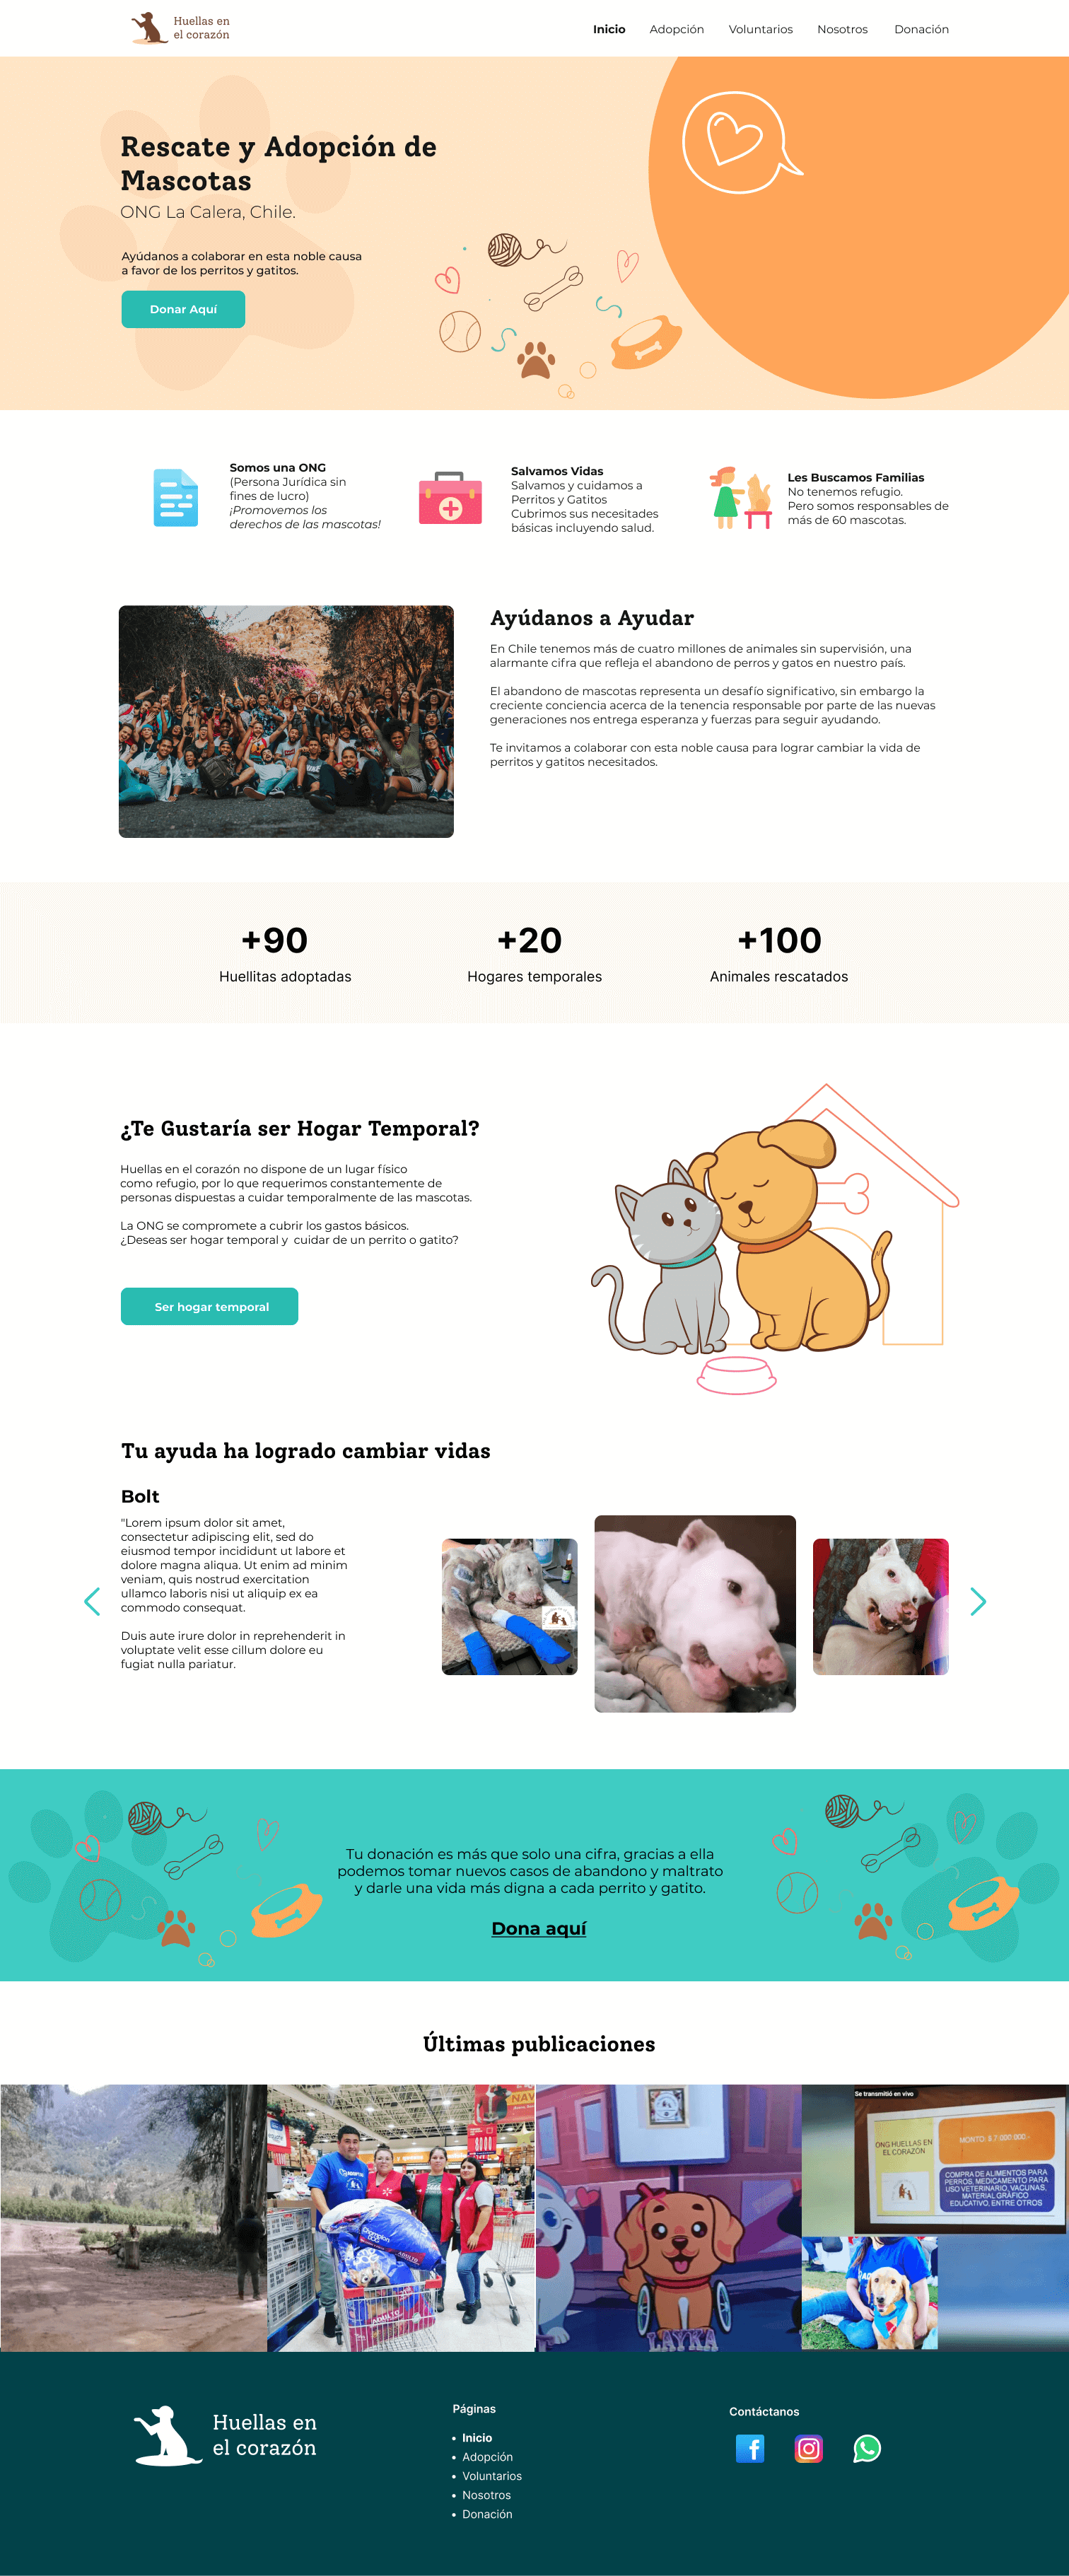 Huellas en
el corazón
Inicio
Adopción
Voluntarios
Nosotros
Donación
Rescate y Adopción de
Mascotas
ONG La Calera, Chile.
Ayúdanos a colaborar en esta noble causa
a favor de los perritos y gatitos.
Donar Aquí
Somos una ONG
(Persona Jurídica sin
fines de lucro)
¡Promovemos los
derechos de las mascotas!
Salvamos Vidas
Salvamos y cuidamos a
Perritos y Gatitos
Cubrimos sus necesitades
básicas incluyendo salud.
Les Buscamos Familias
No tenemos refugio.
Pero somos responsables de
más de 60 mascotas.
Ayúdanos a Ayudar
En Chile tenemos más de cuatro millones de animales sin supervisión, una
alarmante cifra que refleja el abandono de perros y gatos en nuestro país.
El abandono de mascotas representa un desafío significativo, sin embargo la
creciente conciencia acerca de la tenencia responsable por parte de las nuevas
generaciones nos entrega esperanza y fuerzas para seguir ayudando.
Te invitamos a colaborar con esta noble causa para lograr cambiar la vida de
perritos y gatitos necesitados.
+90
Huellitas adoptadas
+20
Hogares temporales
+100
Animales rescatados
¿Te Gustaría ser Hogar Temporal?
Huellas en el corazón no dispone de un lugar físico
como refugio, por lo que requerimos constantemente de
personas dispuestas a cuidar temporalmente de las mascotas.
La ONG se compromete a cubrir los gastos básicos.
¿Deseas ser hogar temporal y cuidar de un perrito o gatito?
Ser hogar temporal
Tu ayuda ha logrado cambiar vidas
Bolt
"Lorem ipsum dolor sit amet,
consectetur adipiscing elit, sed do
eiusmod tempor incididunt ut labore et
dolore magna aliqua. Ut enim ad minim
veniam, quis nostrud exercitation
ullamco laboris nisi ut aliquip ex ea
commodo consequat.
Duis aute irure dolor in reprehenderit in
voluptate velit esse cillum dolore eu
fugiat nulla pariatur.
Tu donación es más que solo una cifra, gracias a ella
podemos tomar nuevos casos de abandono y maltrato
y darle una vida más digna a cada perrito y gatito.
Dona aquí
Últimas publicaciones
NAV
Champion
ADULTO
LAYKA
Se transmitió en vivo
ONG HUELLAS EN
EL CORAZON
MONTO: $ 7.000.000.-
COMPRA DE ALIMENTOS PARA
PERROS, MEDICAMENTO PARA
USO VETERINARIO, VACUNAS,
MATERIAL GRÁFICO
EDUCATIVO, ENTRE OTROS
Huellas en
el corazón
Páginas
• Inicio
• Adopción
• Voluntarios
• Nosotros
• Donación
Contáctanos